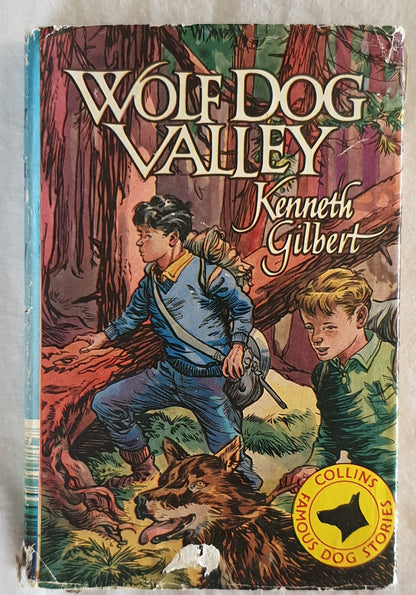 WOLF DOG
VALLEY
Kenneth
Gilbert
COLLINS
FAMOUS DOG STORIES